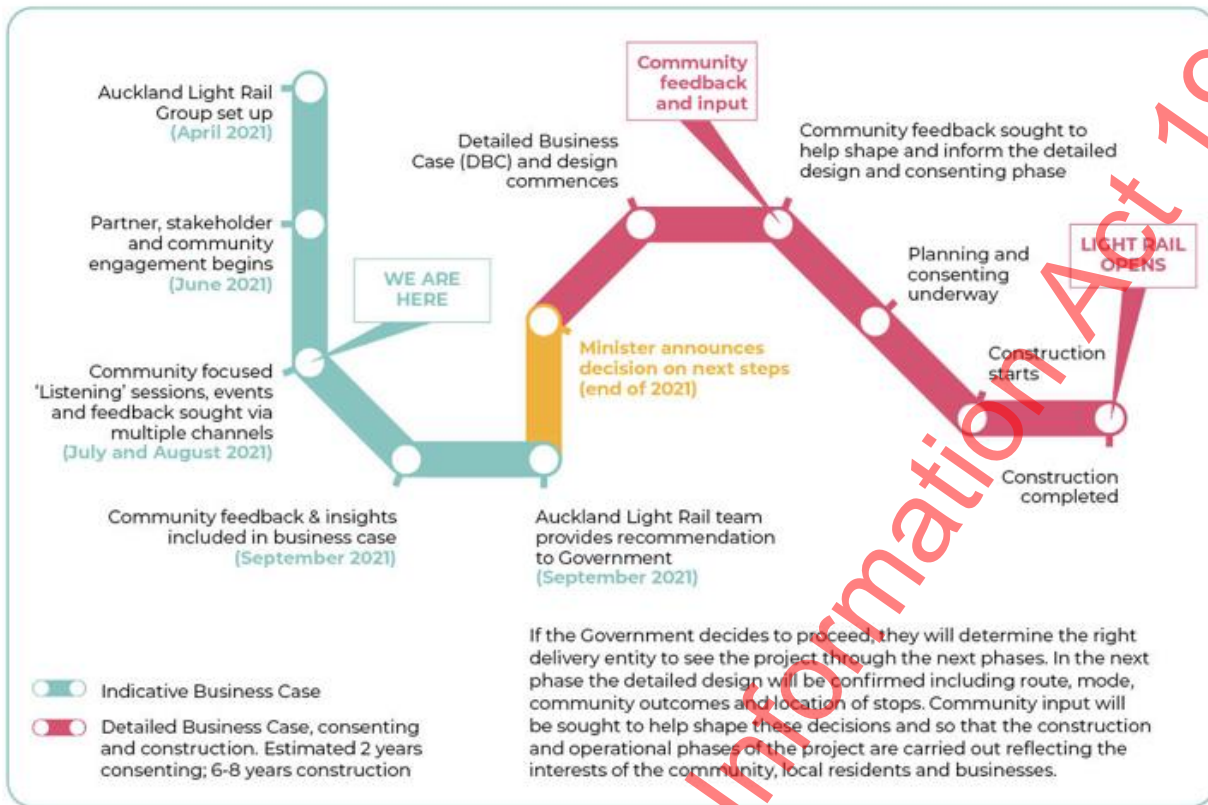 Auckland Light Rail
Group set up
(April 2021)
Partner, stakeholder
and community
engagement begins
(June 2021)
WE ARE
HERE
Community focused
‘Listening’ sessions, events
and feedback sought via
multiple channels
(July and August 2021)
Community feedback & insights
included in business case
(September 2021)
Auckland Light Rail team
provides recommendation
to Government
(September 2021)
Minister announces
decision on next steps
(end of 2021)
Detailed Business
Case (DBC) and design
commences
Community
feedback
and input
Community feedback sought to
help shape and inform the detailed
design and consenting phase
Planning and
consenting
underway
Construction
starts
LIGHT RAIL
OPENS
Construction
completed
Indicative Business Case
Detailed Business Case, consenting
and construction. Estimated 2 years
consenting; 6-8 years construction
If the Government decides to proceed, they will determine the right
delivery entity to see the project through the next phases. In the next
phase the detailed design will be confirmed including route, mode,
community outcomes and location of stops. Community input will
be sought to help shape these decisions and so that the construction
and operational phases of the project are carried out reflecting the
interests of the community, local residents and businesses.
Information Act